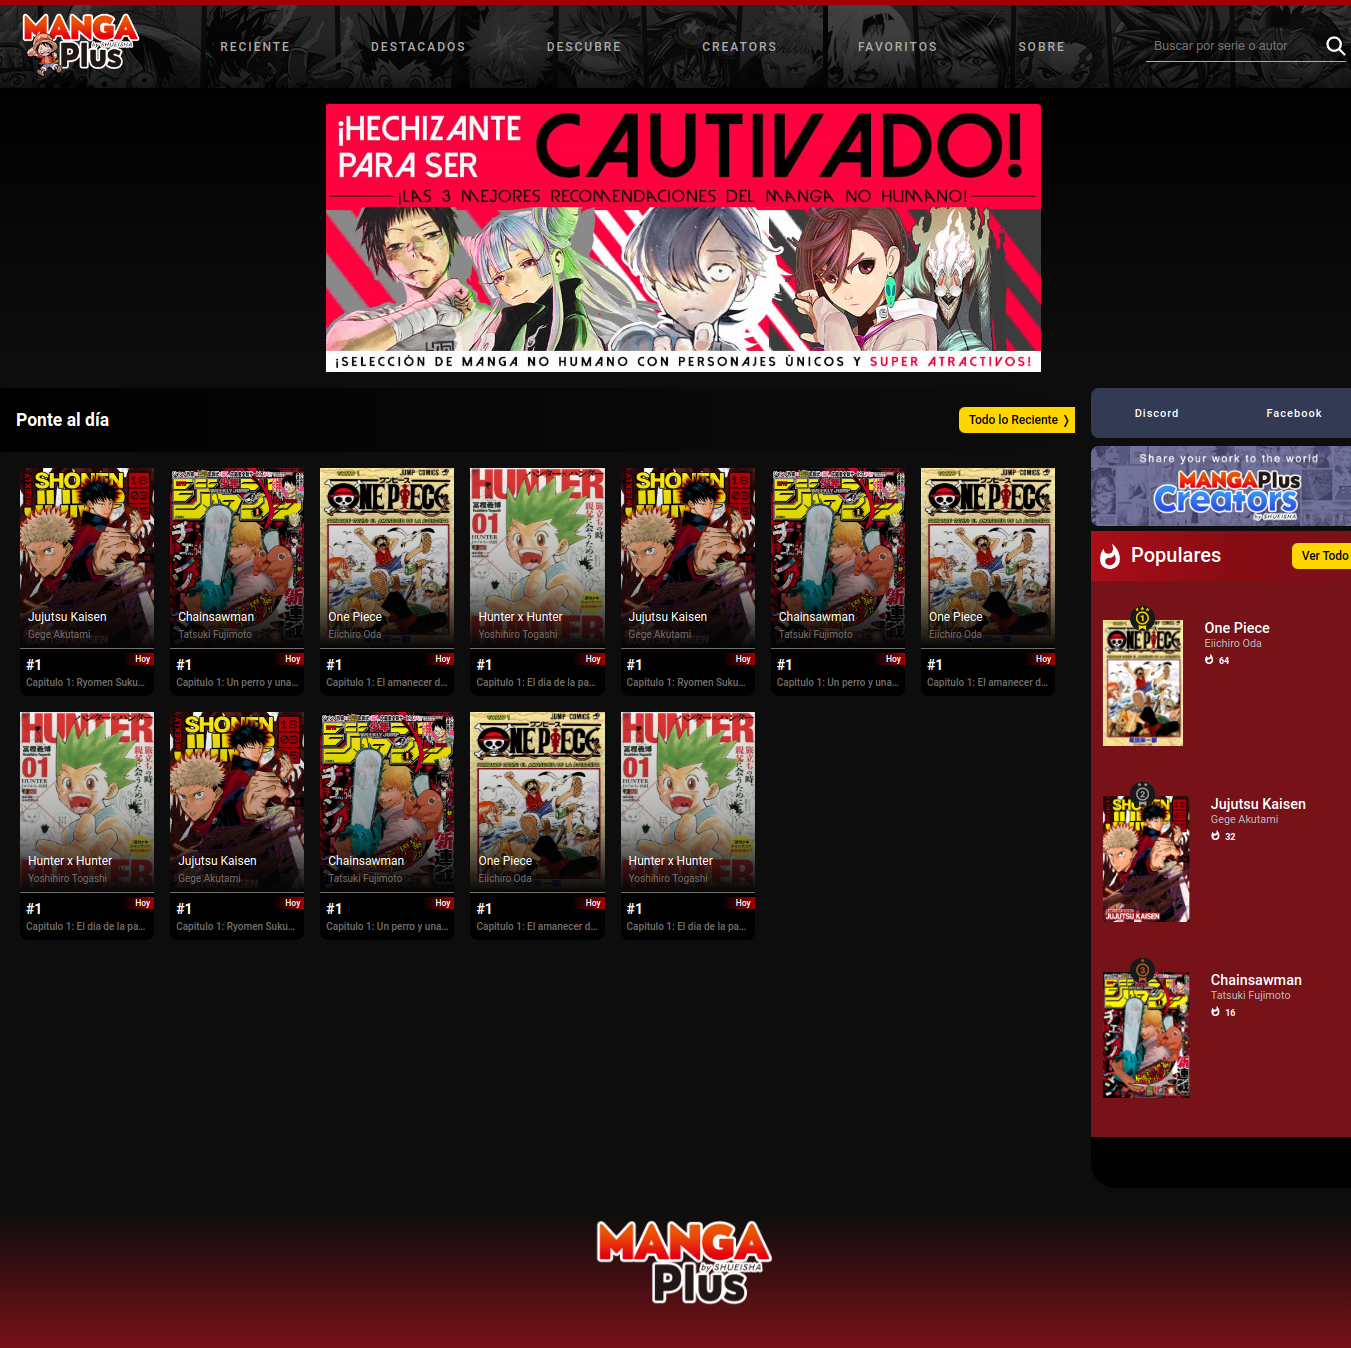 MANGA
by SHUEISHA
Plus
RECIENTE
DESTACADOS
DESCUBRE
CREATORS
FAVORITOS
SOBRE
Buscar por serie o autor
¡HECHIZANTE
PARA SER
CAUTIVADO!
¡LAS 3 MEJORES RECOMENDACIONES DEL MANGA NO HUMANO!
¡SELECCIÓN DE MANGA NO HUMANO CON PERSONAJES ÚNICOS Y SUPER ATRACTIVOS!
Ponte al día
Todo lo Reciente ❭
Jujutsu Kaisen
Gege Akutami
#1
Hoy
Capitulo 1: Ryomen Suku...
Chainsawman
Tatsuki Fujimoto
#1
Hoy
Capitulo 1: Un perro y una...
One Piece
Eiichiro Oda
#1
Hoy
Capitulo 1: El amanecer d...
Hunter x Hunter
Yoshihiro Togashi
#1
Hoy
Capitulo 1: El dia de la pa...
Jujutsu Kaisen
Gege Akutami
#1
Hoy
Capitulo 1: Ryomen Suku...
Chainsawman
Tatsuki Fujimoto
#1
Hoy
Capitulo 1: Un perro y una...
One Piece
Eiichiro Oda
#1
Hoy
Capitulo 1: El amanecer d...
Hunter x Hunter
Yoshihiro Togashi
#1
Hoy
Capitulo 1: El dia de la pa...
Jujutsu Kaisen
Gege Akutami
#1
Hoy
Capitulo 1: Ryomen Suku...
Chainsawman
Tatsuki Fujimoto
#1
Hoy
Capitulo 1: Un perro y una...
One Piece
Eiichiro Oda
#1
Hoy
Capitulo 1: El amanecer d...
Hunter x Hunter
Yoshihiro Togashi
#1
Hoy
Capitulo 1: El dia de la pa...
Discord
Facebook
Share your work to the world
MANGA Plus
Creators
by SHUEISHA
Populares
Ver Todo
One Piece
Eiichiro Oda
64
Jujutsu Kaisen
Gege Akutami
32
Chainsawman
Tatsuki Fujimoto
16
MANGA
by SHUEISHA
Plus